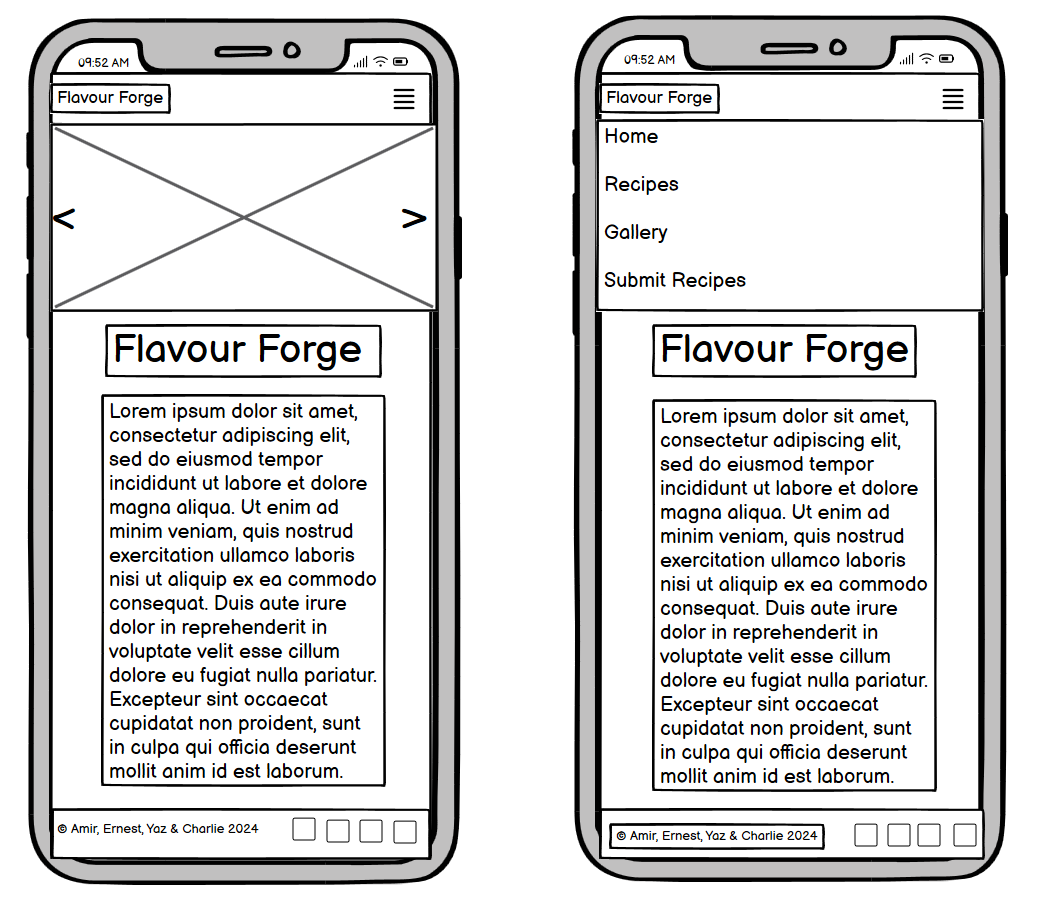 09:52 AM
Flavour Forge
<
>
Flavour Forge
Lorem ipsum dolor sit amet,
consectetur adipiscing elit,
sed do eiusmod tempor
incididunt ut labore et dolore
magna aliqua. Ut enim ad
minim veniam, quis nostrud
exercitation ullamco laboris
nisi ut aliquip ex ea commodo
consequat. Duis aute irure
dolor in reprehenderit in
voluptate velit esse cillum
dolore eu fugiat nulla pariatur.
Excepteur sint occaecat
cupidatat non proident, sunt
in culpa qui officia deserunt
mollit anim id est laborum.
© Amir, Ernest, Yaz & Charlie 2024
09:52 AM
Flavour Forge
Home
Recipes
Gallery
Submit Recipes
Flavour Forge
Lorem ipsum dolor sit amet,
consectetur adipiscing elit,
sed do eiusmod tempor
incididunt ut labore et dolore
magna aliqua. Ut enim ad
minim veniam, quis nostrud
exercitation ullamco laboris
nisi ut aliquip ex ea commodo
consequat. Duis aute irure
dolor in reprehenderit in
voluptate velit esse cillum
dolore eu fugiat nulla pariatur.
Excepteur sint occaecat
cupidatat non proident, sunt
in culpa qui officia deserunt
mollit anim id est laborum.
© Amir, Ernest, Yaz & Charlie 2024